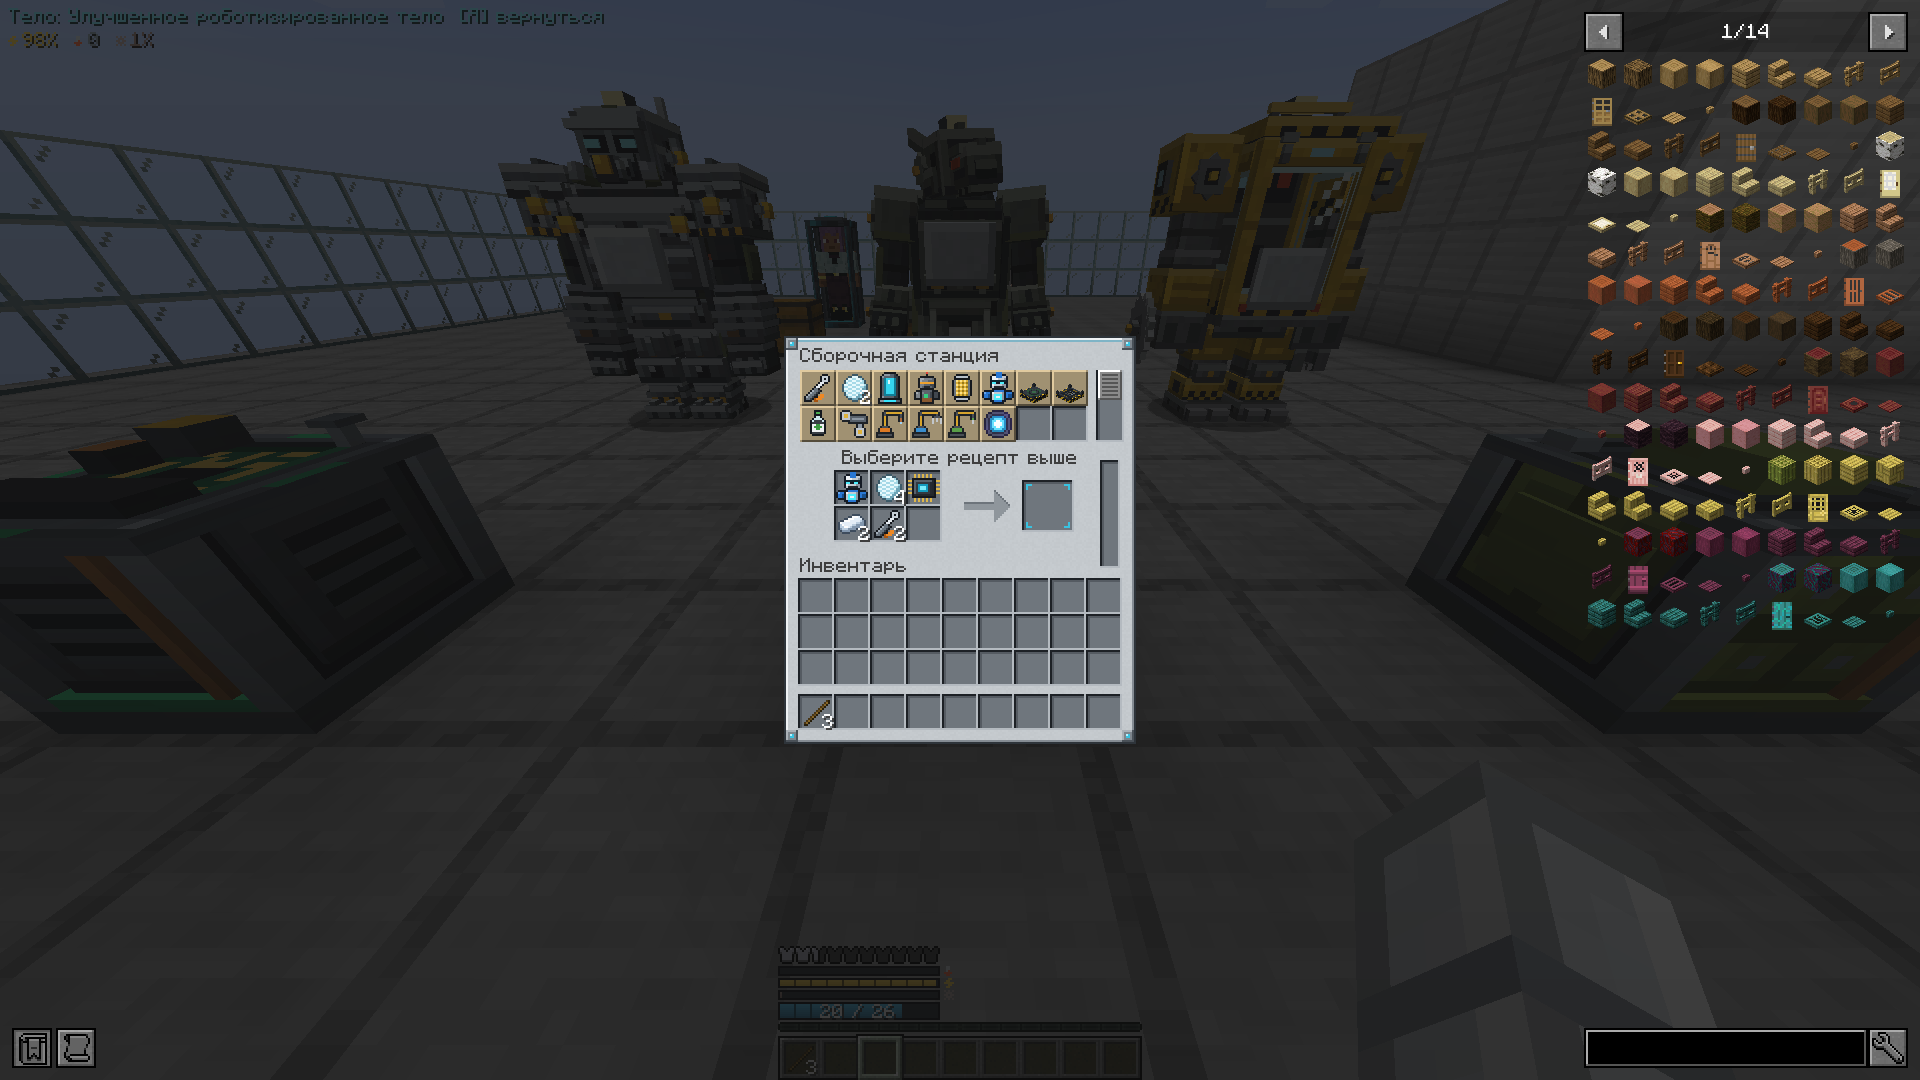 Тело: Улучшенное роботизированное тело [Л] вернуться
98% 0 1%
1/14
Сборочная станция
2
Выберите рецепт выше
4
2 2
Инвентарь
3
20 / 26
3